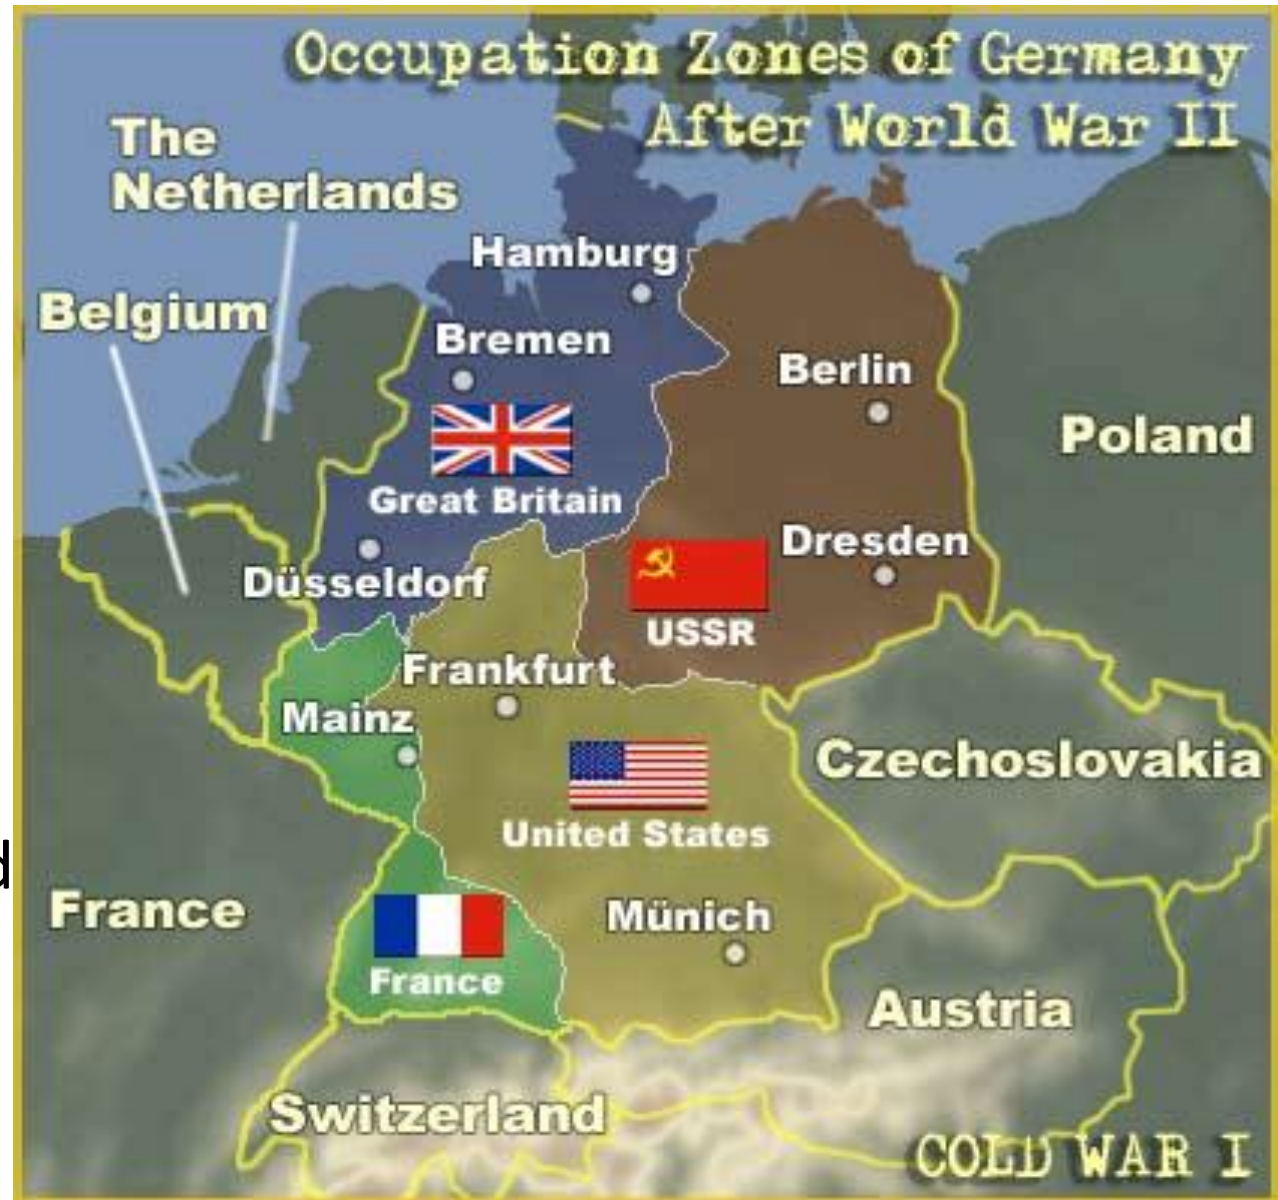 Occupation Zones of Germany
After World War II
The
Netherlands
Hamburg
Belgium
Bremen
Berlin
Poland
Great Britain
Dresden
Düsseldorf
USSR
Frankfurt
Mainz
Czechoslovakia
United States
d
France
Münich
France
Austria
Switzerland
COLD WAR I